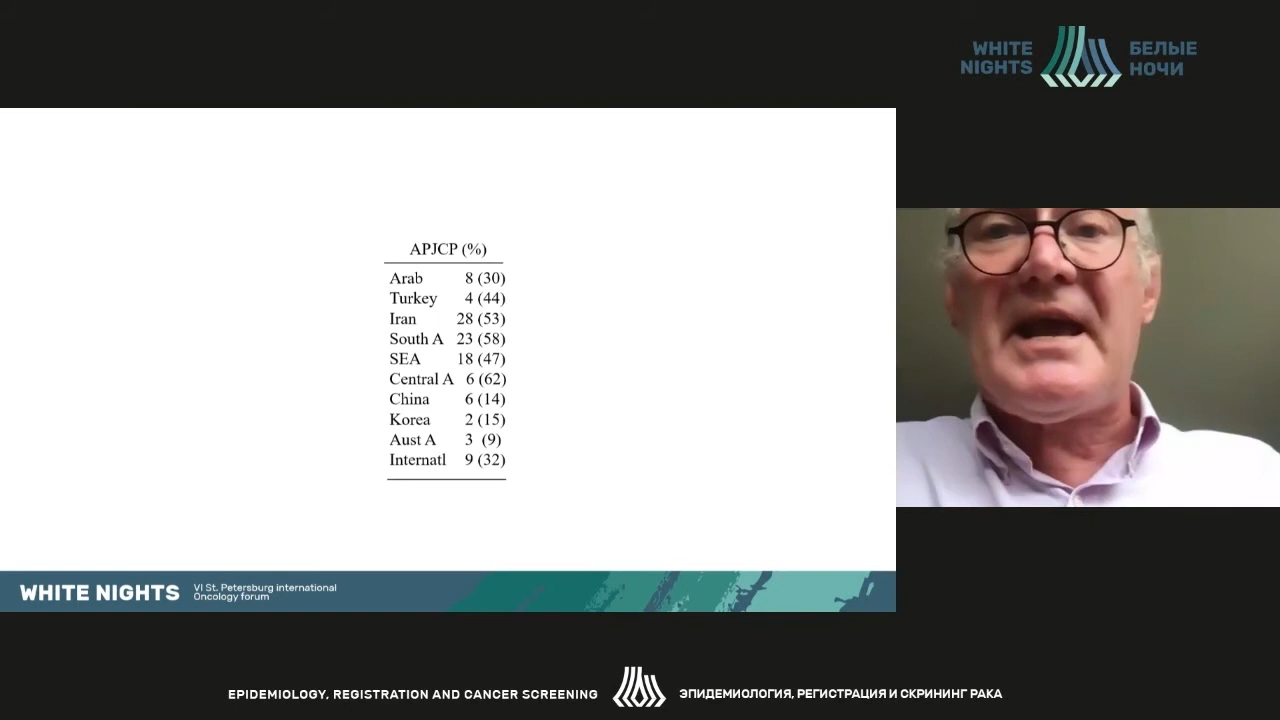 WHITE
NIGHTS
БЕЛЫЕ
НОЧИ
APJCP (%)
Arab 8 (30)
Turkey 4 (44)
Iran 28 (53)
South A 23 (58)
SEA 18 (47)
Central A 6 (62)
China 6 (14)
Korea 2 (15)
Aust A 3 (9)
Internatl 9 (32)
WHITE NIGHTS
VI St. Petersburg international
Oncology forum
EPIDEMIOLOGY, REGISTRATION AND CANCER SCREENING
ЭПИДЕМИОЛОГИЯ, РЕГИСТРАЦИЯ И СКРИНИНГ РАКА